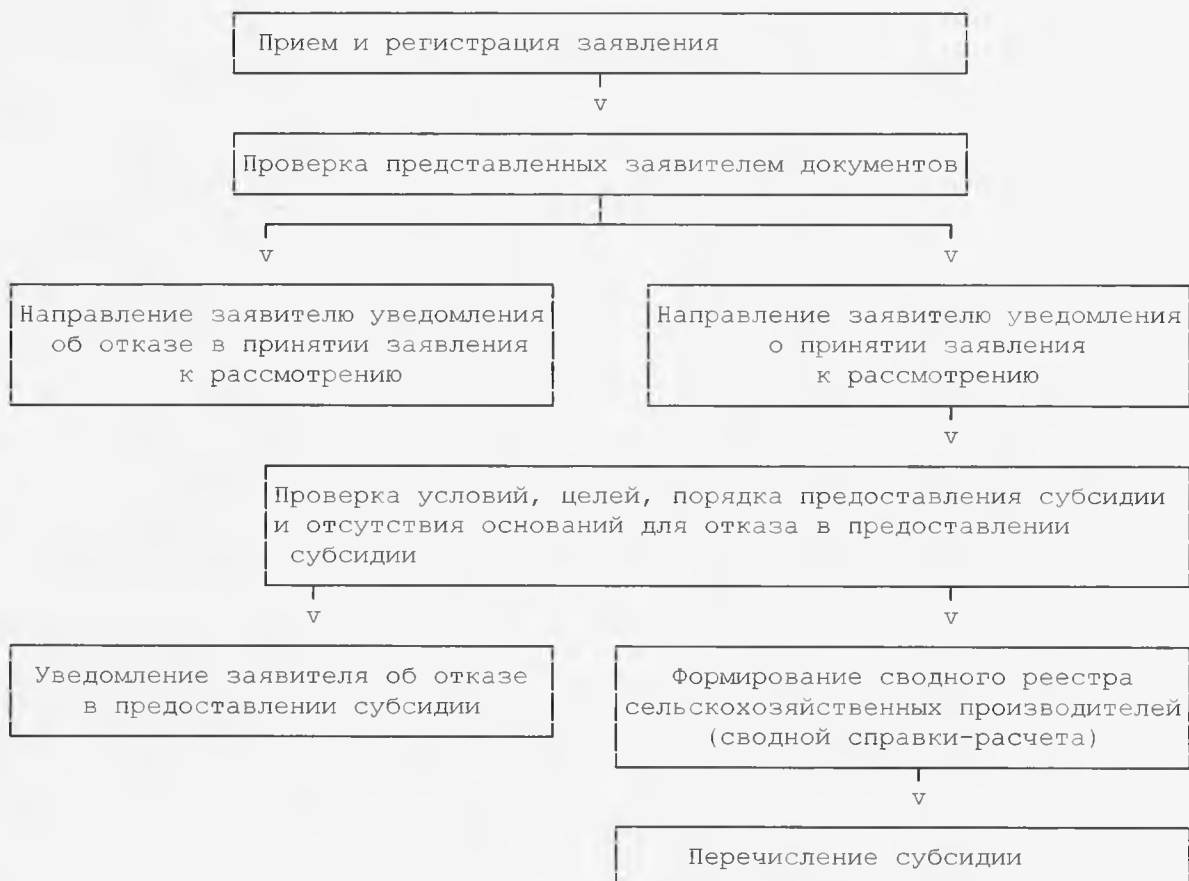 Прием и регистрация заявления
v
Проверка представленных заявителем документов
v v
Направление заявителю уведомления
об отказе в принятии заявления
к рассмотрению
Направление заявителю уведомления
о принятии заявления
к рассмотрению
v
Проверка условий, целей, порядка предоставления субсидии
и отсутствия оснований для отказа в предоставлении
субсидии
v v
Уведомление заявителя об отказе
в предоставлении субсидии
Формирование сводного реестра
сельскохозяйственных производителей
(сводной справки-расчета)
v
Перечисление субсидии